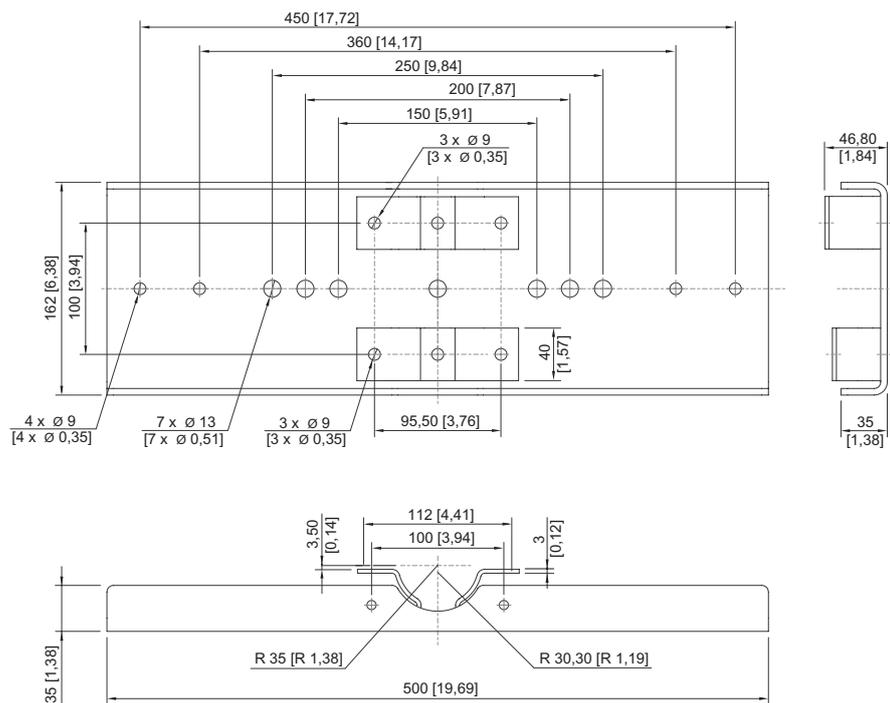 450 [17,72]
360 [14,17]
250 [9,84]
200 [7,87]
150 [5,91]
3 x Ø 9
[3 x Ø 0,35]
46,80
[1,84]
162 [6,38]
100 [3,94]
40
[1,57]
4 x Ø 9
[4 x Ø 0,35]
7 x Ø 13
[7 x Ø 0,51]
3 x Ø 9
[3 x Ø 0,35]
95,50 [3,76]
35
[1,38]
3,50
[0,14]
112 [4,41]
100 [3,94]
3
[0,12]
35 [1,38]
R 35 [R 1,38]
R 30,30 [R 1,19]
500 [19,69]